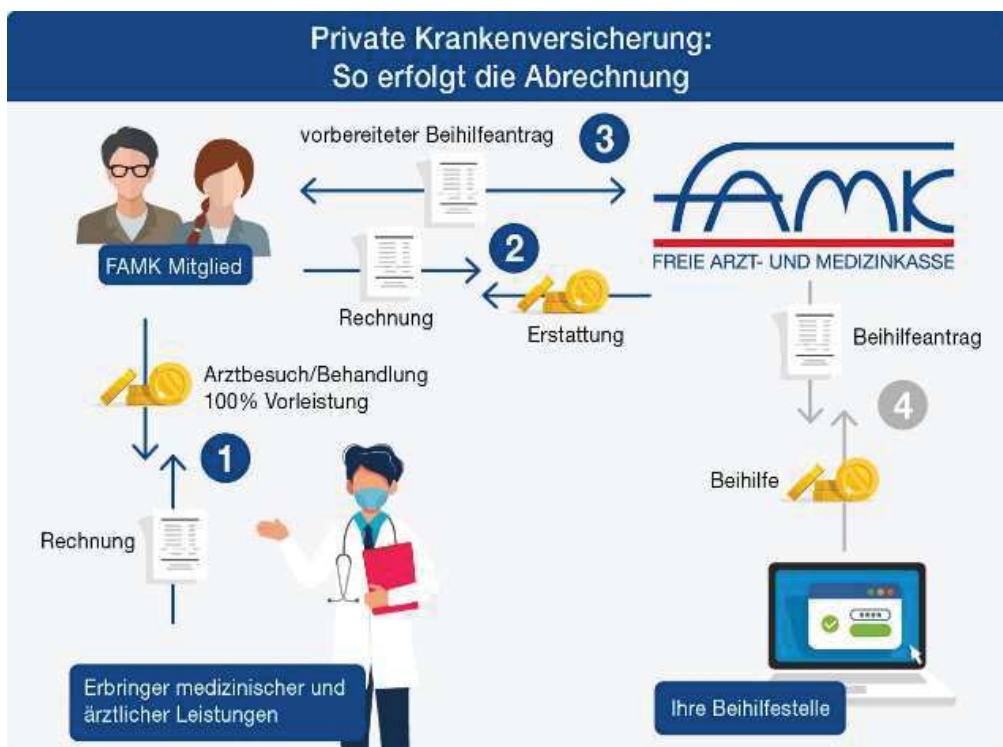 Private Krankenversicherung:
So erfolgt die Abrechnung
vorbereiteter Beihilfeantrag
3
FAMK
FREIE ARZT- UND MEDIZINKASSE
FAMK Mitglied
2
Rechnung
Erstattung
Beihilfeantrag
Arztbesuch/Behandlung
100% Vorleistung
4
1
Beihilfe
Rechnung
Erbringer medizinischer und
ärztlicher Leistungen
Ihre Beihilfestelle